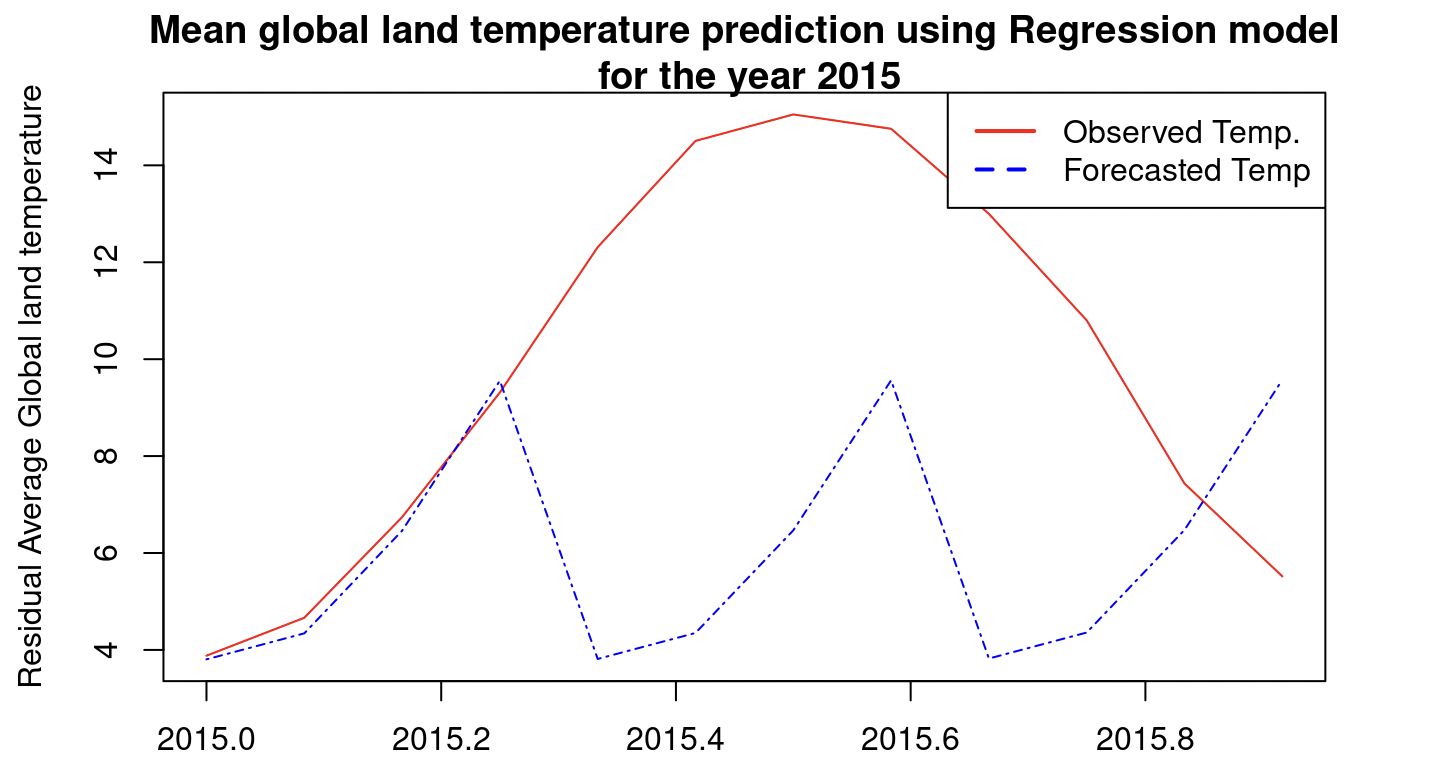 Mean global land temperature prediction using Regression model
for the year 2015
Observed Temp.
Forecasted Temp
Residual Average Global land temperature
14
12
10
8
6
4
2015.0 2015.2 2015.4 2015.6 2015.8